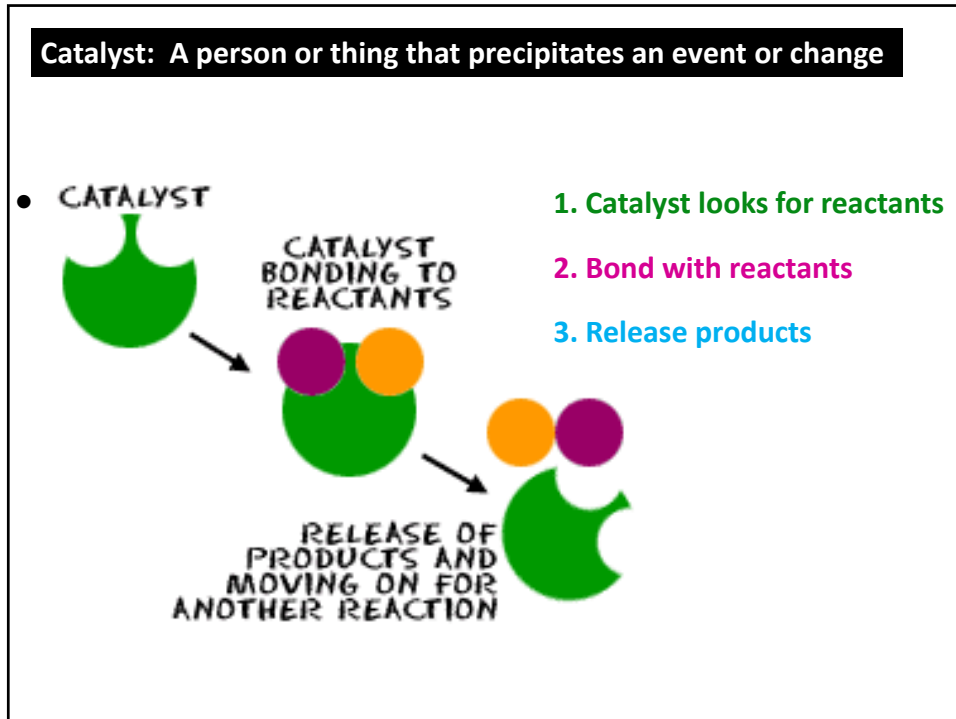 Catalyst:  A person or thing that precipitates an event or change
• CATALYST
1. Catalyst looks for reactants
CATALYST
BONDING TO
REACTANTS
2. Bond with reactants
3. Release products
RELEASE OF
PRODUCTS AND
MOVING ON FOR
ANOTHER REACTION